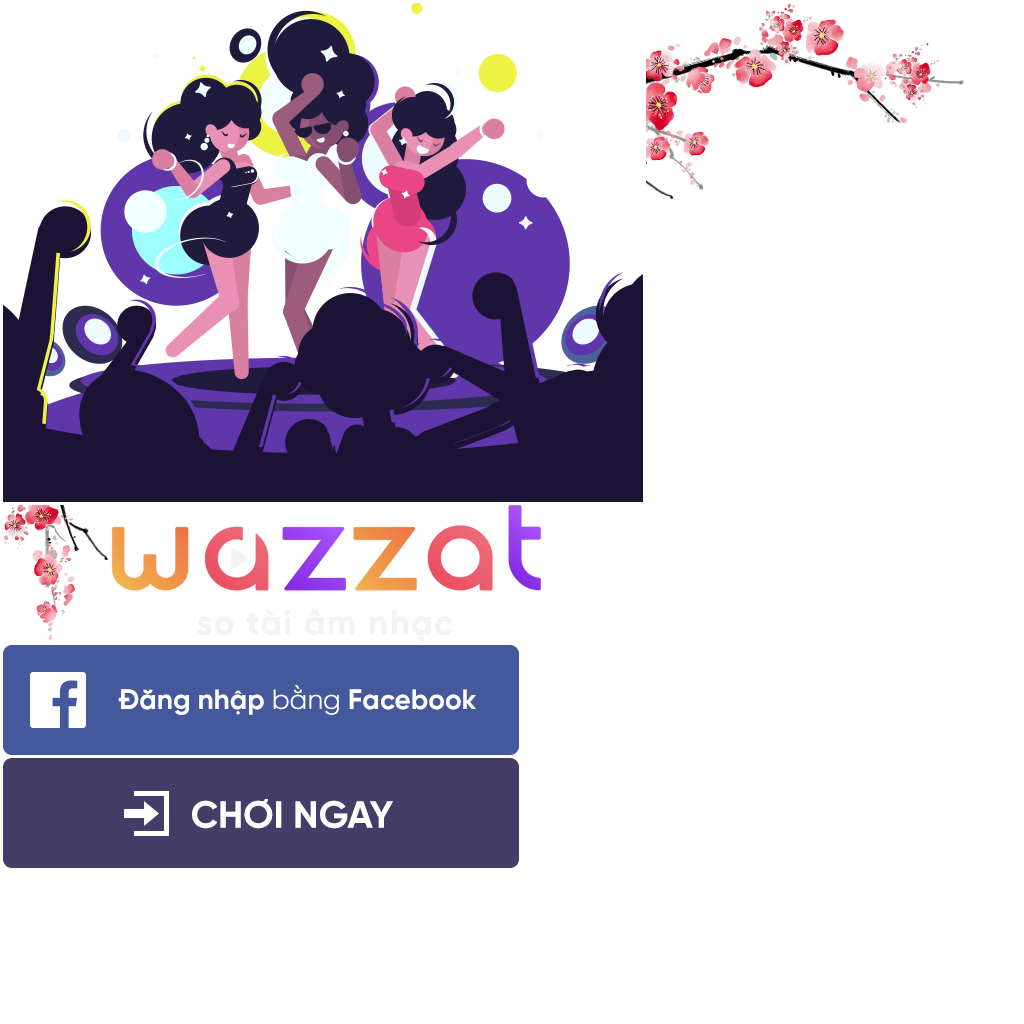 wazzat
so tài âm nhạc
Đăng nhập bằng Facebook
CHƠI NGAY